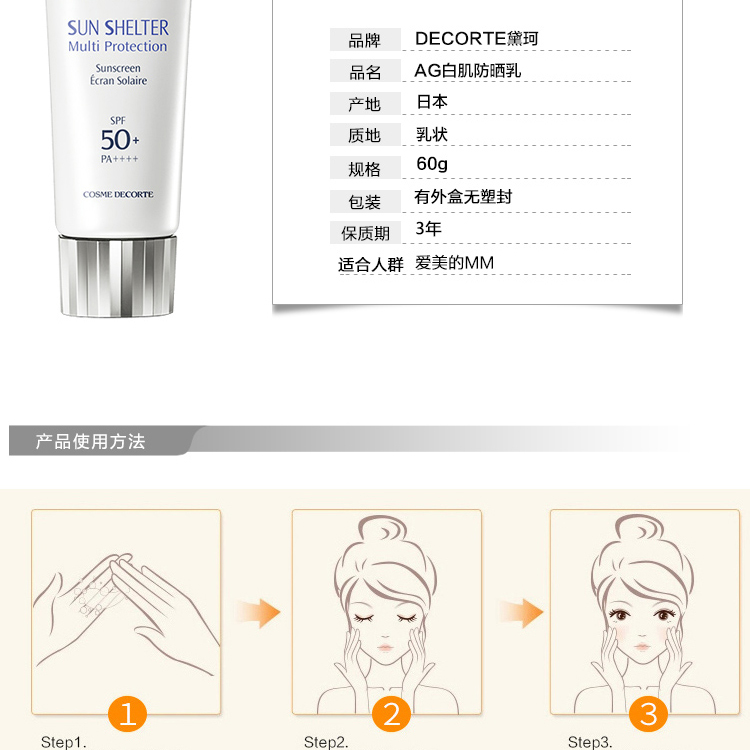 SUN SHELTER
Multi Protection
Sunscreen
Écran Solaire
SPF
50+
PA++++
COSME DECORTE
品牌 DECORTE黛珂
品名 AG白肌防晒乳
产地 日本
质地 乳状
规格 60g
包装 有外盒无塑封
保质期 3年
适合人群 爱美的MM
产品使用方法
1 2 3
Step1. Step2. Step3.